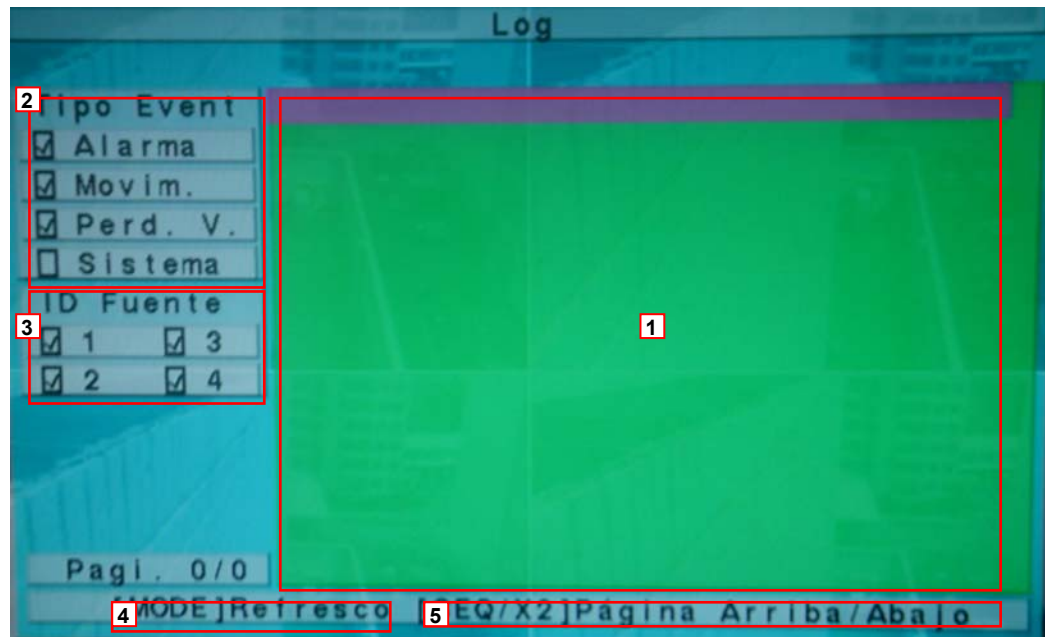 Log
2
Tipo Event
Alarma
Movim.
Perd. V.
Sistema
ID Fuente
3
1 3
2 4
1
Pagi. 0/0
4 [MODE]Refresco 5 [SEQ/X2]Página Arriba/Abajo